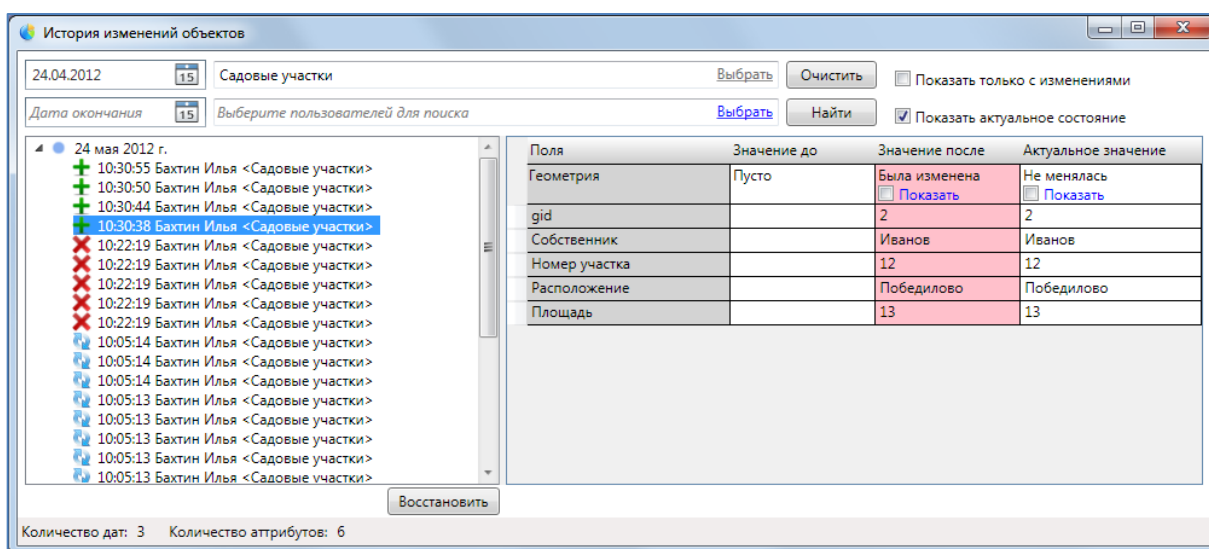 История изменений объектов
24.04.2012 15 Садовые участки Выбрать Очистить Показать только с изменениями
Дата окончания 15 Выберите пользователей для поиска Выбрать Найти Показать актуальное состояние
24 мая 2012 г.
10:30:55 Бахтин Илья <Садовые участки>
10:30:50 Бахтин Илья <Садовые участки>
10:30:44 Бахтин Илья <Садовые участки>
10:30:38 Бахтин Илья <Садовые участки>
10:22:19 Бахтин Илья <Садовые участки>
10:22:19 Бахтин Илья <Садовые участки>
10:22:19 Бахтин Илья <Садовые участки>
10:22:19 Бахтин Илья <Садовые участки>
10:22:19 Бахтин Илья <Садовые участки>
10:05:14 Бахтин Илья <Садовые участки>
10:05:14 Бахтин Илья <Садовые участки>
10:05:14 Бахтин Илья <Садовые участки>
10:05:13 Бахтин Илья <Садовые участки>
10:05:13 Бахтин Илья <Садовые участки>
10:05:13 Бахтин Илья <Садовые участки>
10:05:13 Бахтин Илья <Садовые участки>
10:05:13 Бахтин Илья <Садовые участки>
Поля Значение до Значение после Актуальное значение
Геометрия Пусто Была изменена Не менялась
Показать Показать
gid 2 2
Собственник Иванов Иванов
Номер участка 12 12
Расположение Победилово Победилово
Площадь 13 13
Восстановить
Количество дат: 3 Количество аттрибутов: 6